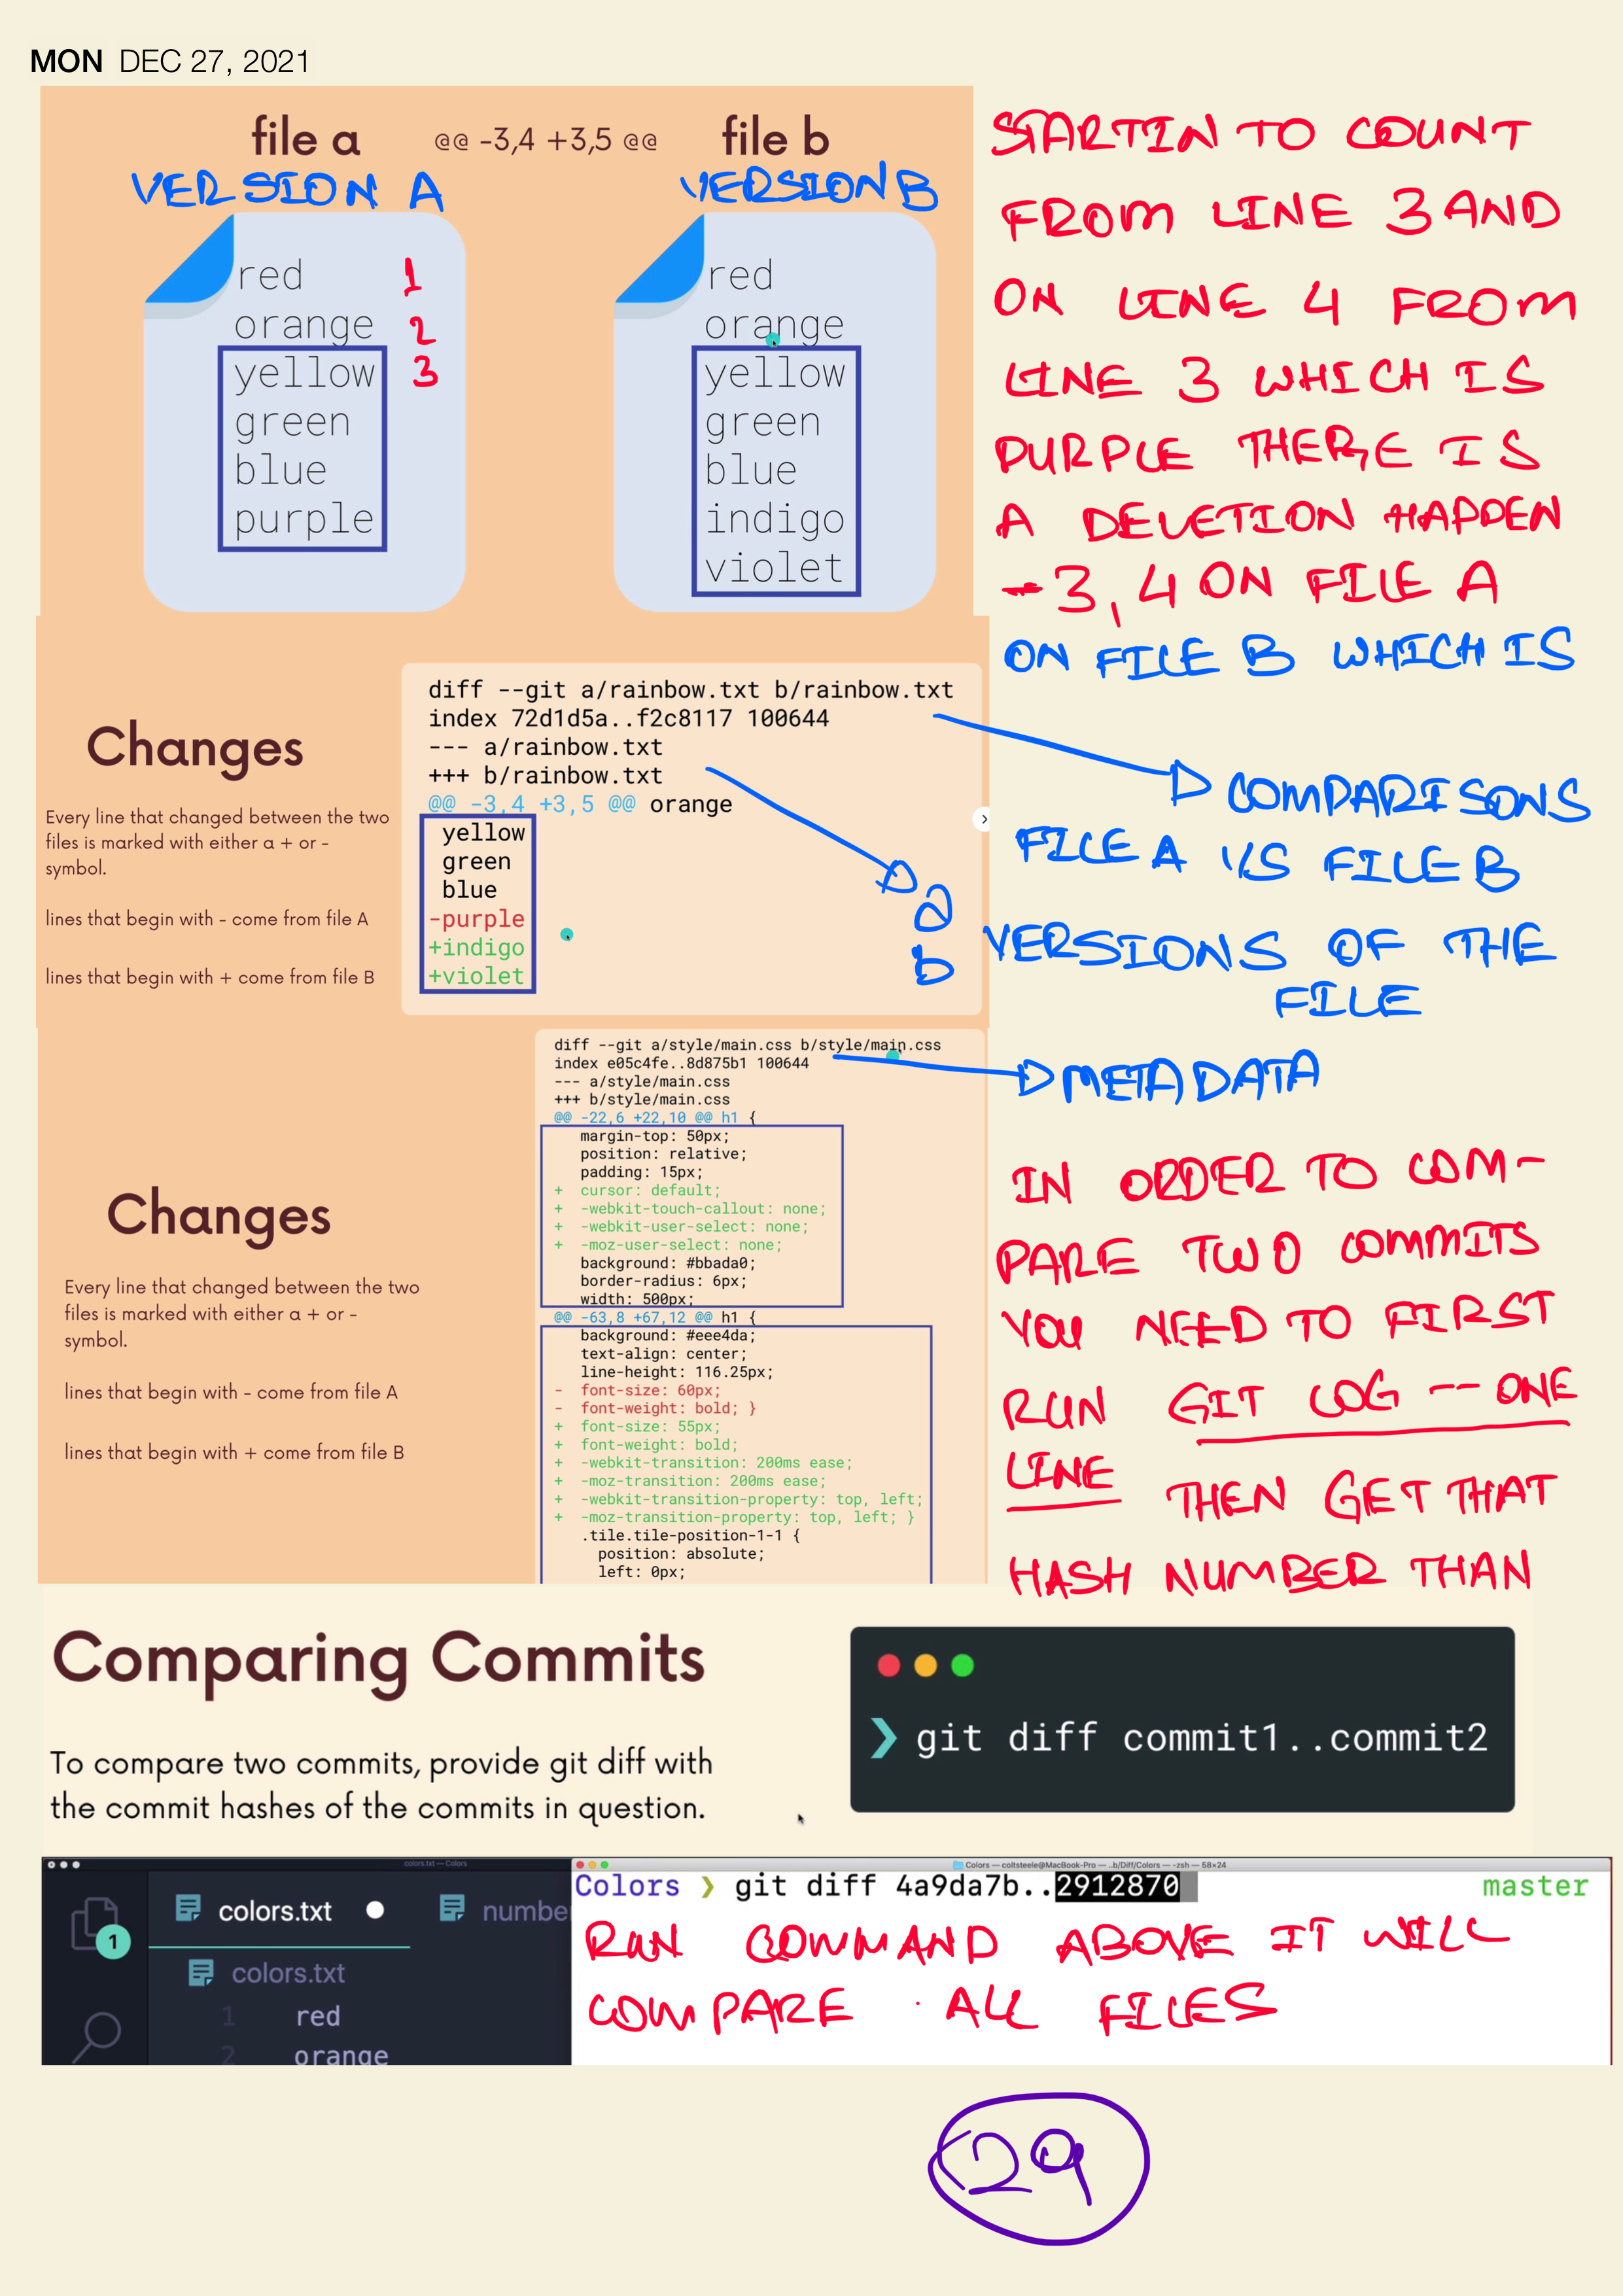 MON DEC 27, 2021
file a @@ -3,4 +3,5 @@ file b
VERSION A VERSION B
red 1
orange 2
yellow 3
green
blue
purple
red
orange
yellow
green
blue
indigo
violet
STARTIN TO COUNT
FROM LINE 3 AND
ON LINE 4 FROM
LINE 3 WHICH IS
PURPLE THERE IS
A DELETION HAPPEN
-3,4 ON FILE A
ON FILE B WHICH IS
Changes
Every line that changed between the two
files is marked with either a + or -
symbol.
lines that begin with - come from file A
lines that begin with + come from file B
diff --git a/rainbow.txt b/rainbow.txt
index 72d1d5a..f2c8117 100644
--- a/rainbow.txt
+++ b/rainbow.txt
@@ -3,4 +3,5 @@ orange
yellow
green
blue
-purple
+indigo
+violet
a
b
COMPARISONS
FILE A V/S FILE B
VERSIONS OF THE
FILE
Changes
Every line that changed between the two
files is marked with either a + or -
symbol.
lines that begin with - come from file A
lines that begin with + come from file B
diff --git a/style/main.css b/style/main.css
index e05c4fe..8d875b1 100644
--- a/style/main.css
+++ b/style/main.css
@@ -22,6 +22,10 @@ h1 {
margin-top: 50px;
position: relative;
padding: 15px;
+ cursor: default;
+ -webkit-touch-callout: none;
+ -webkit-user-select: none;
+ -moz-user-select: none;
background: #bbada0;
border-radius: 6px;
width: 500px;
@@ -63,8 +67,12 @@ h1 {
background: #eee4da;
text-align: center;
line-height: 116.25px;
- font-size: 60px;
- font-weight: bold; }
+ font-size: 55px;
+ font-weight: bold;
+ -webkit-transition: 200ms ease;
+ -moz-transition: 200ms ease;
+ -webkit-transition-property: top, left;
+ -moz-transition-property: top, left; }
.tile.tile-position-1-1 {
position: absolute;
left: 0px;
METADATA
IN ORDER TO COM-
PARE TWO COMMITS
YOU NEED TO FIRST
RUN GIT LOG --ONE
LINE THEN GET THAT
HASH NUMBER THAN
Comparing Commits
To compare two commits, provide git diff with
the commit hashes of the commits in question.
❯ git diff commit1..commit2
colors.txt — Colors
1
colors.txt numbe
colors.txt
1 red
2 orange
Colors — coltsteele@MacBook-Pro — ..b/Diff/Colors — -zsh — 58×24
Colors ❯ git diff 4a9da7b..2912870 master
RUN COMMAND ABOVE IT WILL
COMPARE ALL FILES
29